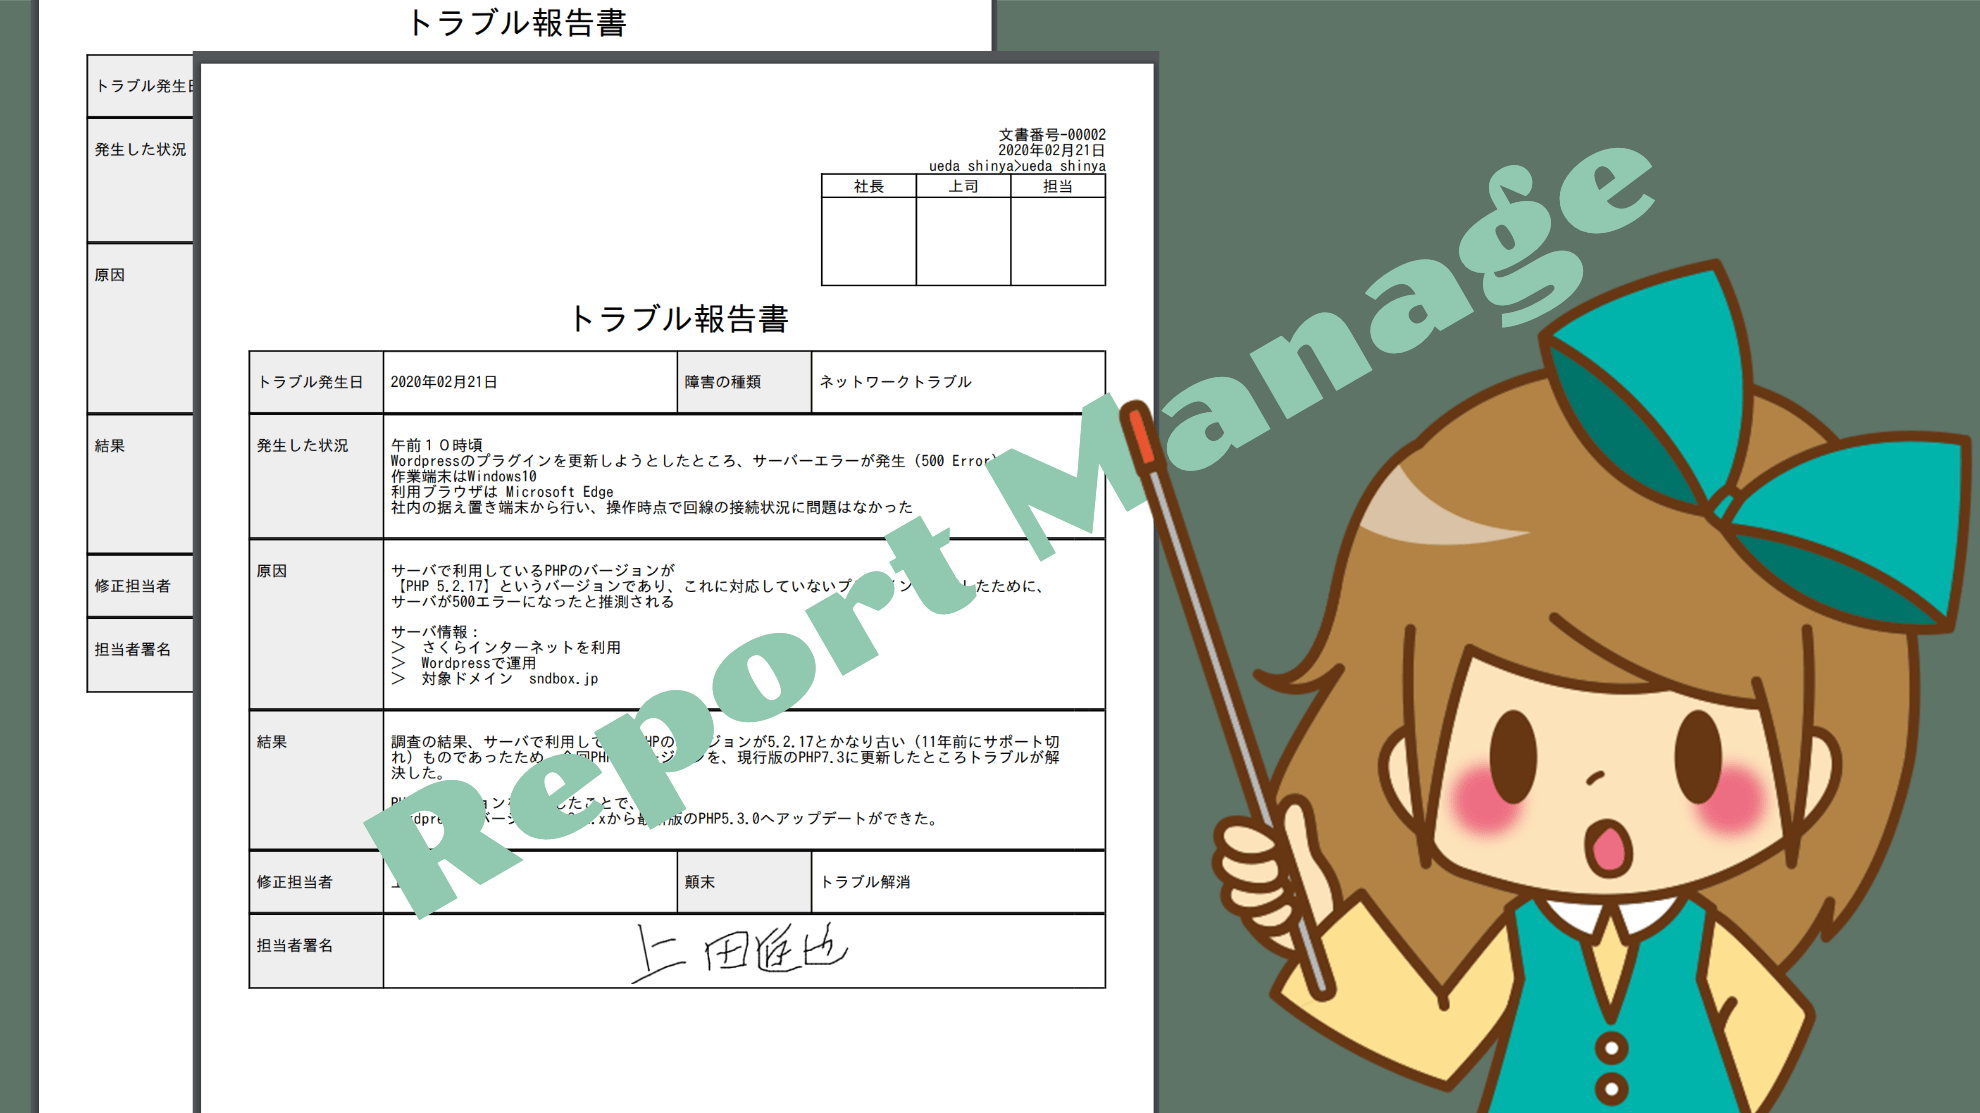 トラブル報告書
トラブル発生
発生した状況
原因
結果
修正担当者
担当者署名
文書番号-00002
2020年02月21日
ueda shinya>ueda shinya
社長 上司 担当
トラブル報告書
トラブル発生日 2020年02月21日 障害の種類 ネットワークトラブル
発生した状況 午前１０時頃
Wordpressのプラグインを更新しようとしたところ、サーバーエラーが発生（500 Error）
作業端末はWindows10
利用ブラウザは Microsoft Edge
社内の据え置き端末から行い、操作時点で回線の接続状況に問題はなかった
原因 サーバで利用しているPHPのバージョンが
【PHP 5.2.17】というバージョンであり、これに対応していないプ ン したために、
サーバが500エラーになったと推測される
サーバ情報：
＞ さくらインターネットを利用
＞ Wordpressで運用
＞ 対象ドメイン sndbox.jp
結果 調査の結果、サーバで利用して HPの ジョンが5.2.17とかなり古い（11年前にサポート切
れ）ものであったため 今回PH ージ ンを、現行版のPHP7.3に更新したところトラブルが解
決した。
ョンを したことで、
dpre バー xから最 版のPHP5.3.0へアップデートができた。
修正担当者 顛末 トラブル解消
担当者署名 上田進也
Report Manage